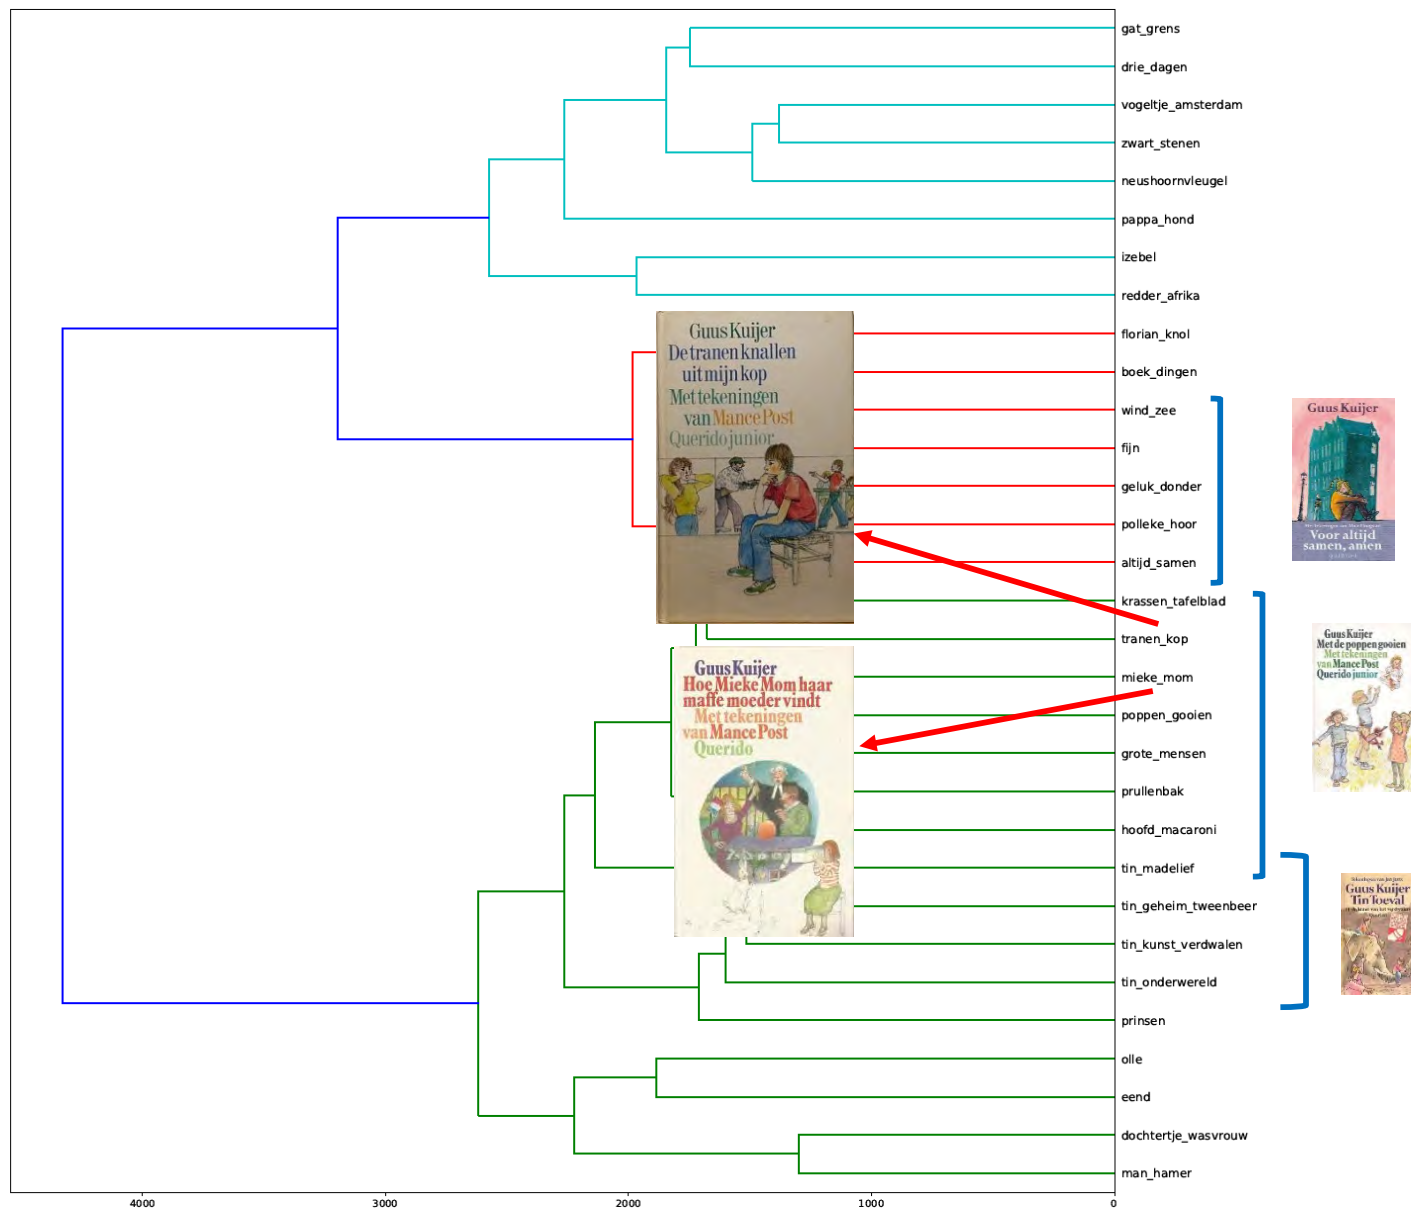 gat_grens
drie_dagen
vogeltje_amsterdam
zwart_stenen
neushoornvleugel
pappa_hond
izebel
redder_afrika
florian_knol
boek_dingen
wind_zee
fijn
geluk_donder
polleke_hoor
altijd_samen
krassen_tafelblad
tranen_kop
mieke_mom
poppen_gooien
grote_mensen
prullenbak
hoofd_macaroni
tin_madelief
tin_geheim_tweenbeer
tin_kunst_verdwalen
tin_onderwereld
prinsen
olle
eend
dochtertje_wasvrouw
man_hamer
4000
3000
2000
1000
0
Guus Kuijer
De tranen knallen
uit mijn kop
Met tekeningen
van Mance Post
Querido junior
Guus Kuijer
Hoe Mieke Mom haar
maffe moeder vindt
Met tekeningen
van Mance Post
Querido
Guus Kuijer
Voor altijd
samen, amen
Guus Kuijer
Met de poppen gooien
Met tekeningen
van Mance Post
Querido junior
Guus Kuijer
Tin Toeval